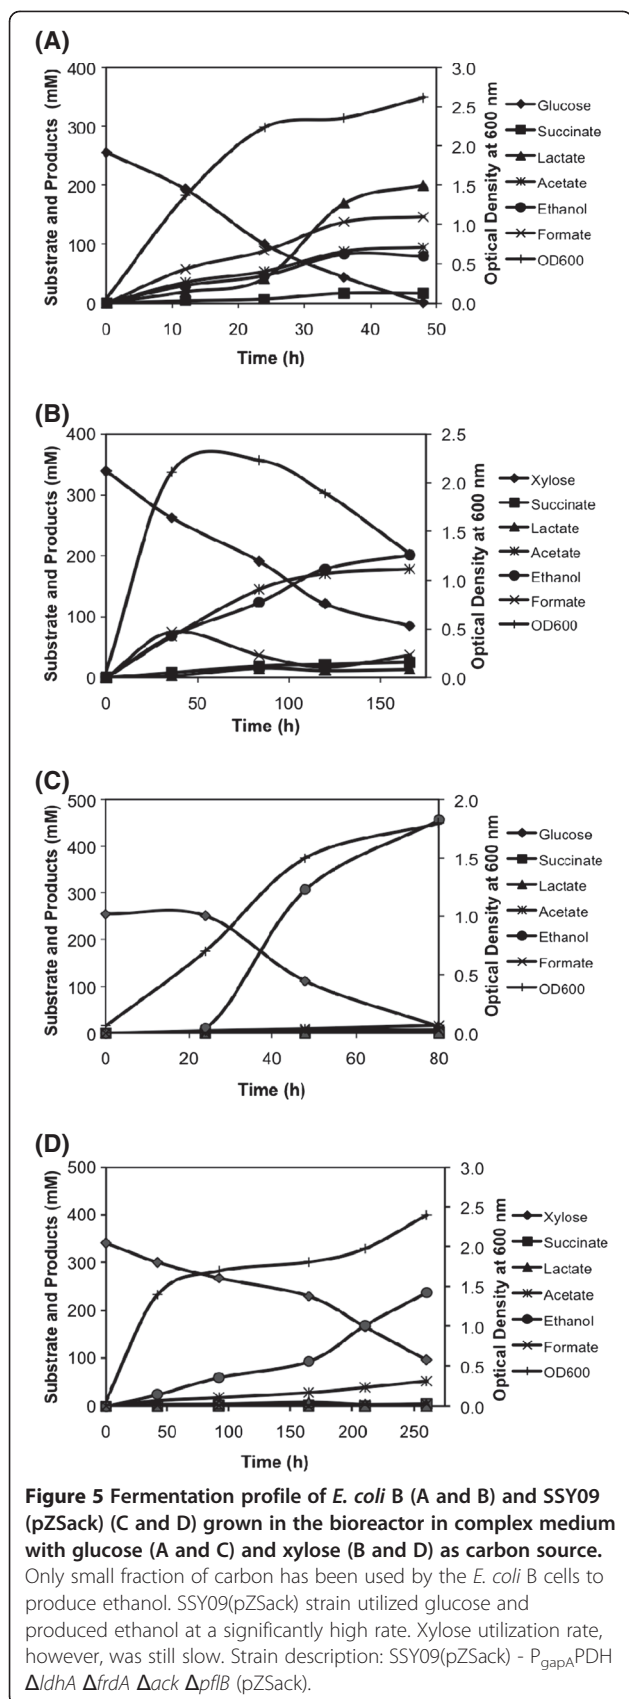 (A)
400
300
200
100
0
Substrate and Products (mM)
3.0
2.5
2.0
1.5
1.0
0.5
0.0
Optical Density at 600 nm
0 10 20 30 40 50
Time (h)
Glucose
Succinate
Lactate
Acetate
Ethanol
Formate
OD600
(B)
400
300
200
100
0
Substrate and Products (mM)
2.5
2.0
1.5
1.0
0.5
0.0
Optical Density at 600 nm
0 50 100 150
Time (h)
Xylose
Succinate
Lactate
Acetate
Ethanol
Formate
OD600
(C)
500
400
300
200
100
0
Substrate and Products (mM)
2.0
1.5
1.0
0.5
0.0
Optical Density at 600 nm
0 20 40 60 80
Time (h)
Glucose
Succinate
Lactate
Acetate
Ethanol
Formate
OD600
(D)
500
400
300
200
100
0
Substrate and Products (mM)
3.0
2.5
2.0
1.5
1.0
0.5
0.0
Optical Density at 600 nm
0 50 100 150 200 250
Time (h)
Xylose
Succinate
Lactate
Acetate
Ethanol
Formate
OD600
Figure 5 Fermentation profile of E. coli B (A and B) and SSY09
(pZSack) (C and D) grown in the bioreactor in complex medium
with glucose (A and C) and xylose (B and D) as carbon source.
Only small fraction of carbon has been used by the E. coli B cells to
produce ethanol. SSY09(pZSack) strain utilized glucose and
produced ethanol at a significantly high rate. Xylose utilization rate,
however, was still slow. Strain description: SSY09(pZSack) - PgapAPDH
ΔldhA ΔfrdA Δack ΔpflB (pZSack).